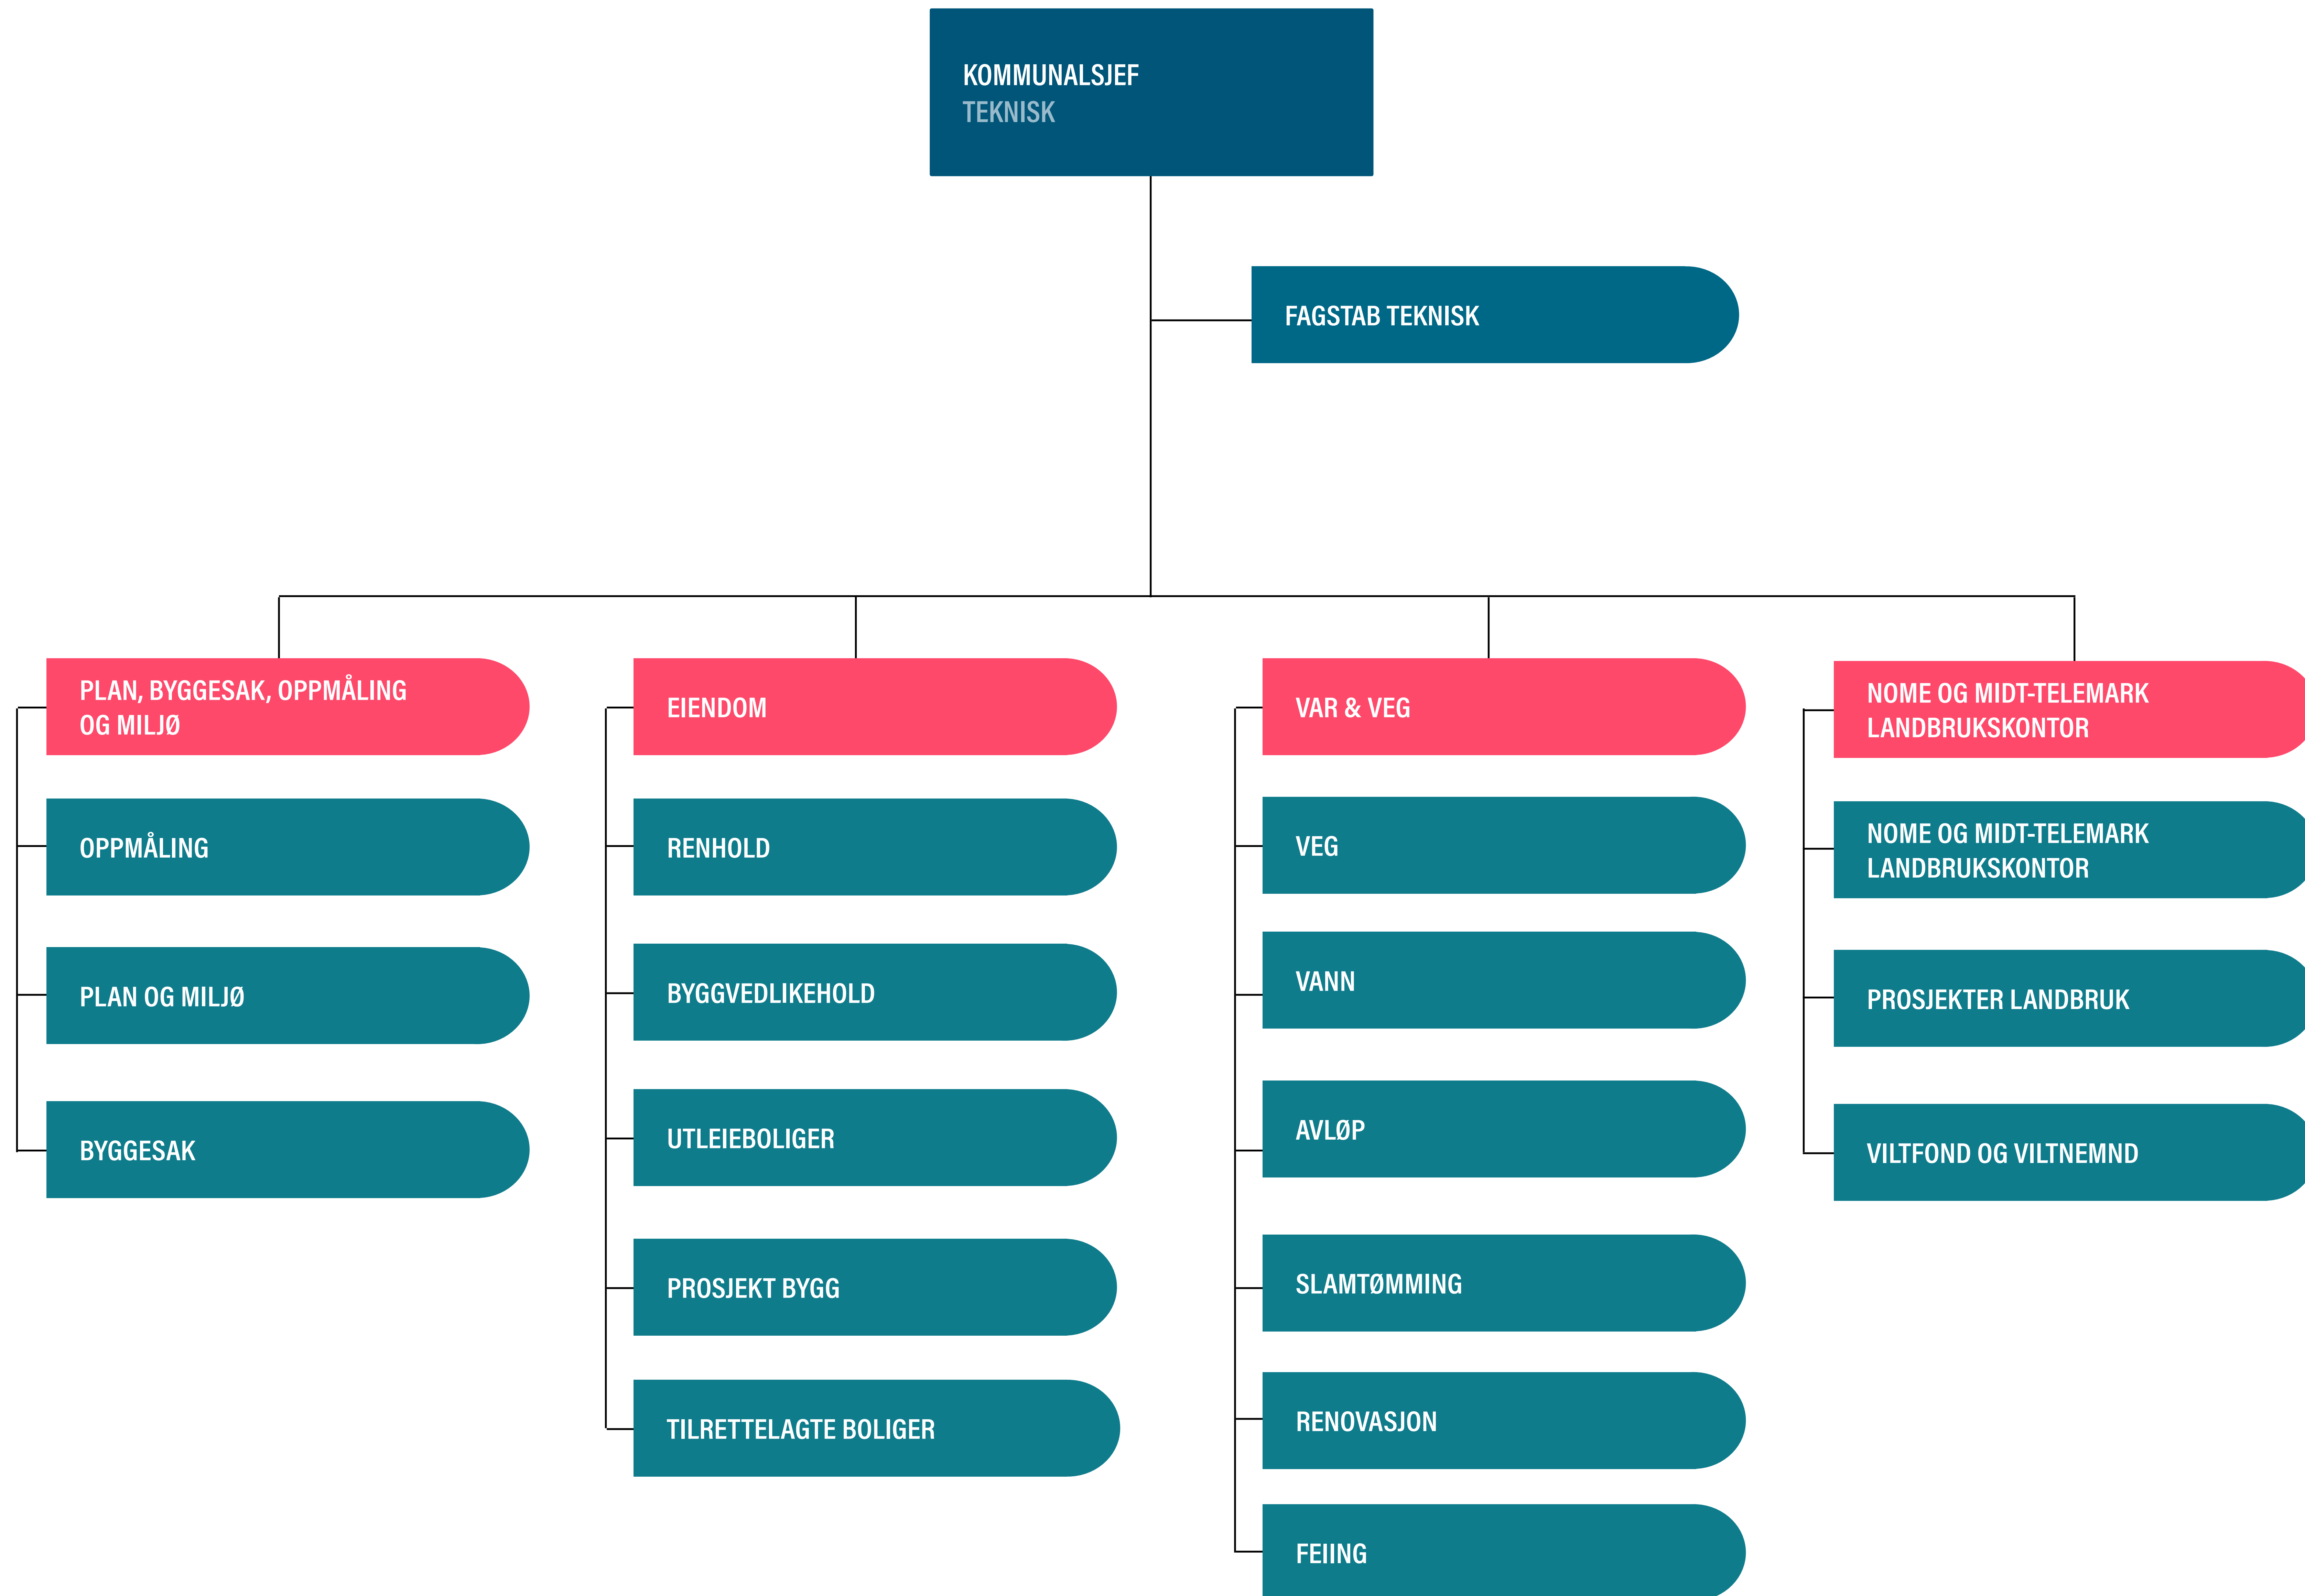 KOMMUNALSJEF
TEKNISK
FAGSTAB TEKNISK
PLAN, BYGGESAK, OPPMÅLING
OG MILJØ
OPPMÅLING
PLAN OG MILJØ
BYGGESAK
EIENDOM
RENHOLD
BYGGVEDLIKEHOLD
UTLEIEBOLIGER
PROSJEKT BYGG
TILRETTELAGTE BOLIGER
VAR & VEG
VEG
VANN
AVLØP
SLAMTØMMING
RENOVASJON
FEIING
NOME OG MIDT-TELEMARK
LANDBRUKSKONTOR
NOME OG MIDT-TELEMARK
LANDBRUKSKONTOR
PROSJEKTER LANDBRUK
VILTFOND OG VILTNEMND